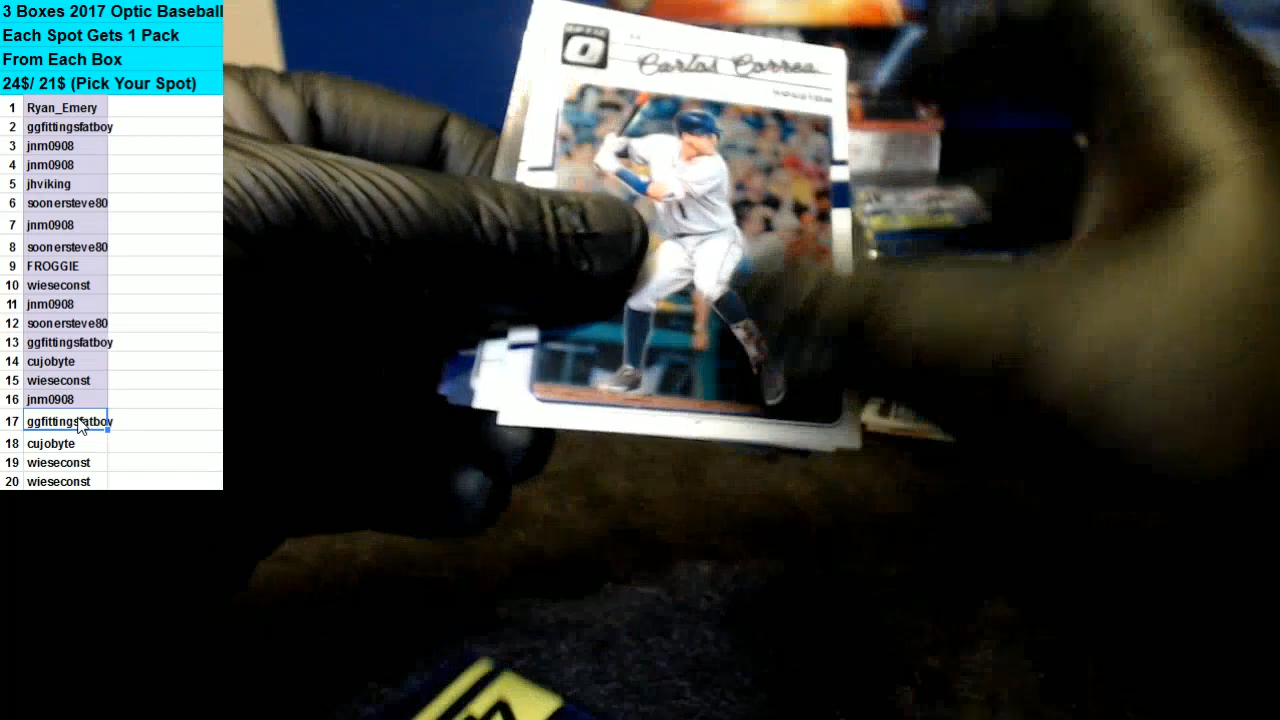 3 Boxes 2017 Optic Baseball
Each Spot Gets 1 Pack
From Each Box
24$/ 21$ (Pick Your Spot)
1 Ryan_Emery
2 ggfittingsfatboy
3 jnm0908
4 jnm0908
5 jhviking
6 soonersteve80
7 jnm0908
8 soonersteve80
9 FROGGIE
10 wieseconst
11 jnm0908
12 soonersteve80
13 ggfittingsfatboy
14 cujobyte
15 wieseconst
16 jnm0908
17 ggfittingsfatboy
18 cujobyte
19 wieseconst
20 wieseconst
OPTIC
Carlos Correa
HOUSTON